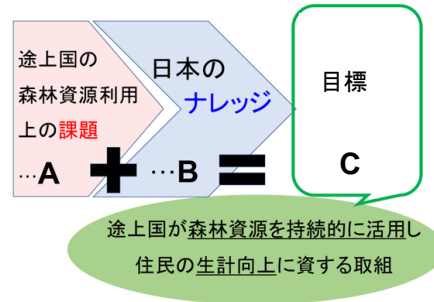 途上国の
森林資源利用
上の課題
…A
+
日本の
ナレッジ
…B
=
目標
C
途上国が森林資源を持続的に活用し
住民の生計向上に資する取組